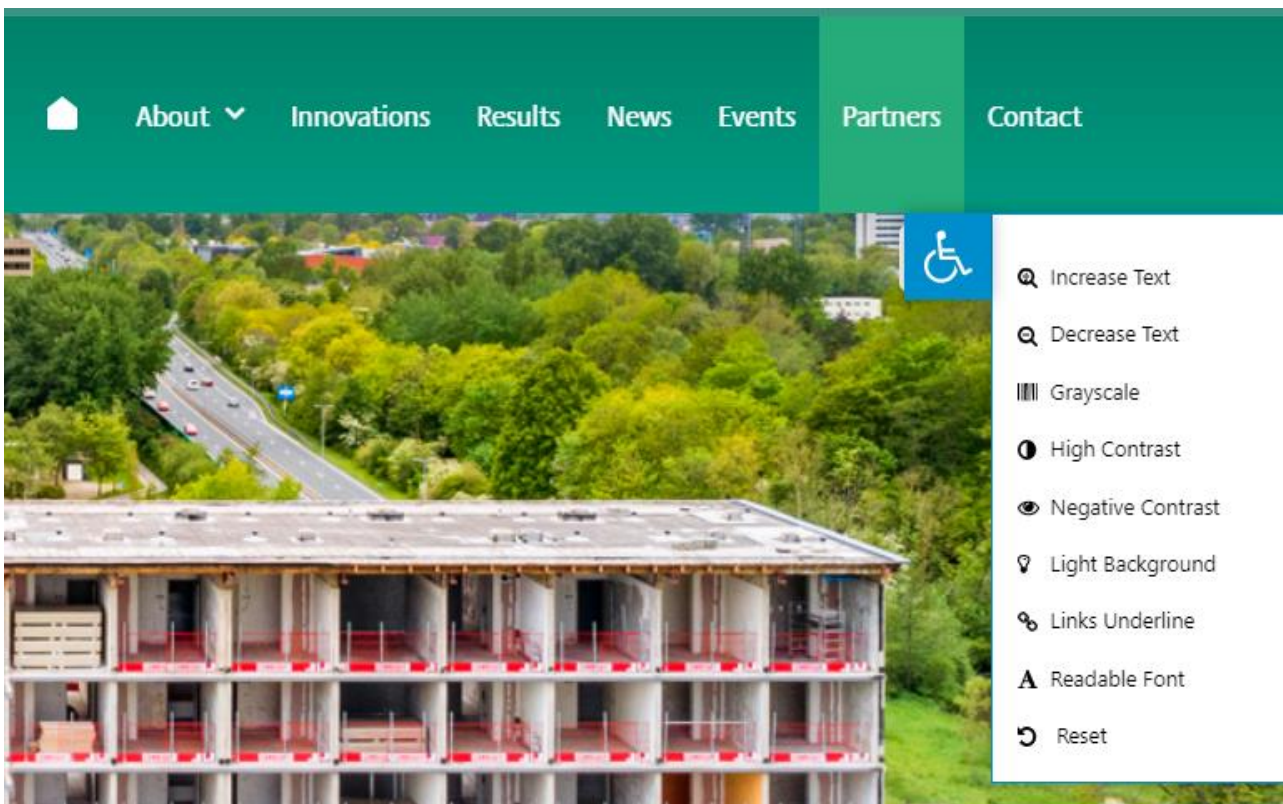 About Innovations Results News Events Partners Contact
Increase Text
Decrease Text
Grayscale
High Contrast
Negative Contrast
Light Background
Links Underline
Readable Font
Reset